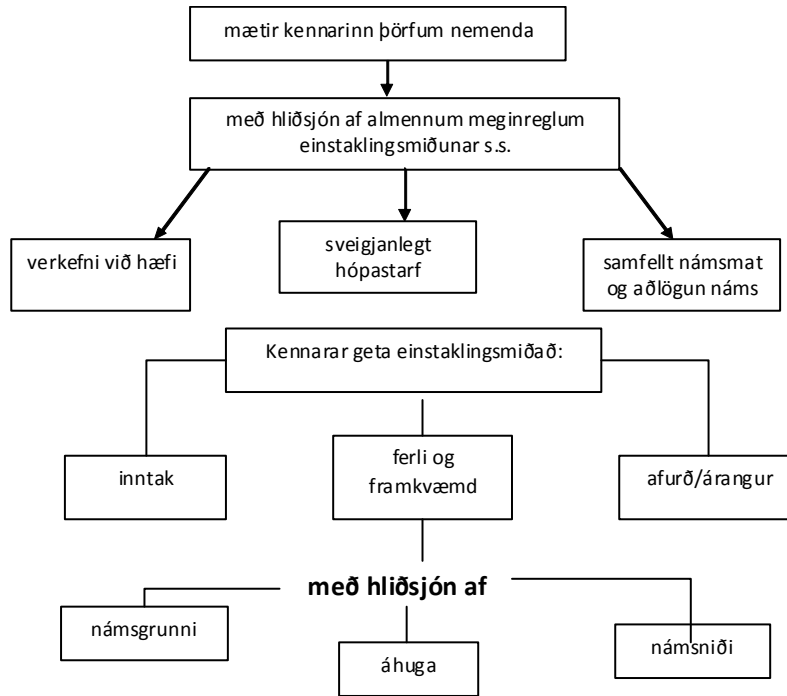 mætir kennarinn þörfum nemenda
með hliðsjón af almennum meginreglum
einstaklingsmiðunar s.s.
verkefni við hæfi
sveigjanlegt
hópastarf
samfellt námsmat
og aðlögun náms
Kennarar geta einstaklingsmiðað:
inntak
ferli og
framkvæmd
afurð/árangur
með hliðsjón af
námsgrunni
áhuga
námsniði